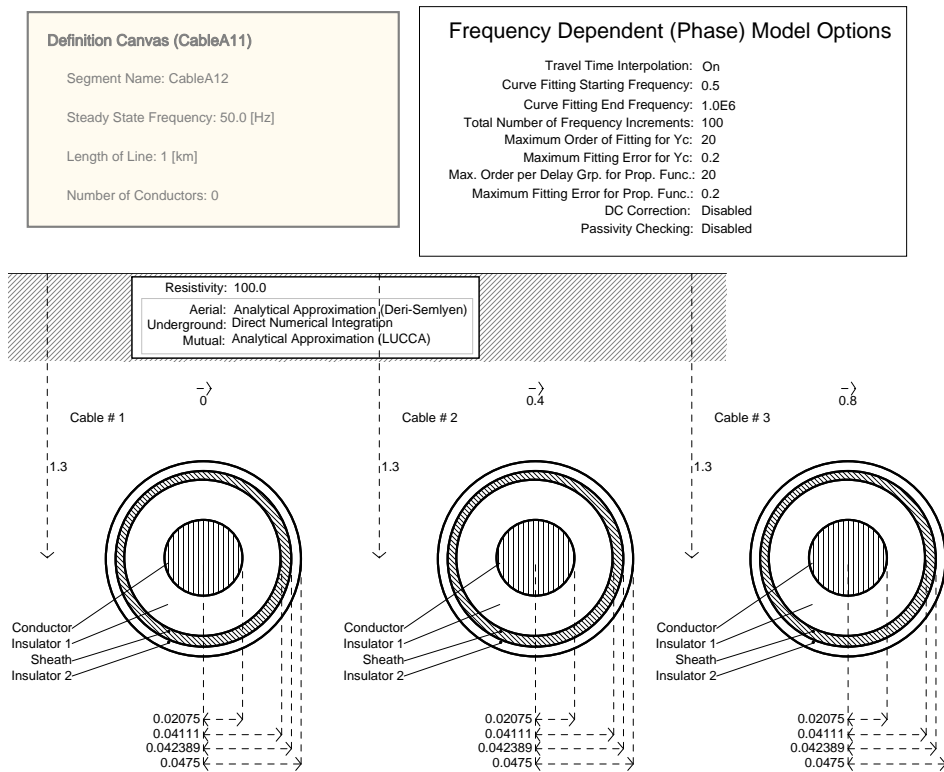 Definition Canvas (CableA11)
Segment Name: CableA12
Steady State Frequency: 50.0 [Hz]
Length of Line: 1 [km]
Number of Conductors: 0
Frequency Dependent (Phase) Model Options
Travel Time Interpolation: On
Curve Fitting Starting Frequency: 0.5
Curve Fitting End Frequency: 1.0E6
Total Number of Frequency Increments: 100
Maximum Order of Fitting for Yc: 20
Maximum Fitting Error for Yc: 0.2
Max. Order per Delay Grp. for Prop. Func.: 20
Maximum Fitting Error for Prop. Func.: 0.2
DC Correction: Disabled
Passivity Checking: Disabled
Resistivity: 100.0
Aerial: Analytical Approximation (Deri-Semlyen)
Underground: Direct Numerical Integration
Mutual: Analytical Approximation (LUCCA)
0
Cable # 1
1.3
Conductor
Insulator 1
Sheath
Insulator 2
0.02075
0.04111
0.042389
0.0475
0.4
Cable # 2
1.3
Conductor
Insulator 1
Sheath
Insulator 2
0.02075
0.04111
0.042389
0.0475
0.8
Cable # 3
1.3
Conductor
Insulator 1
Sheath
Insulator 2
0.02075
0.04111
0.042389
0.0475